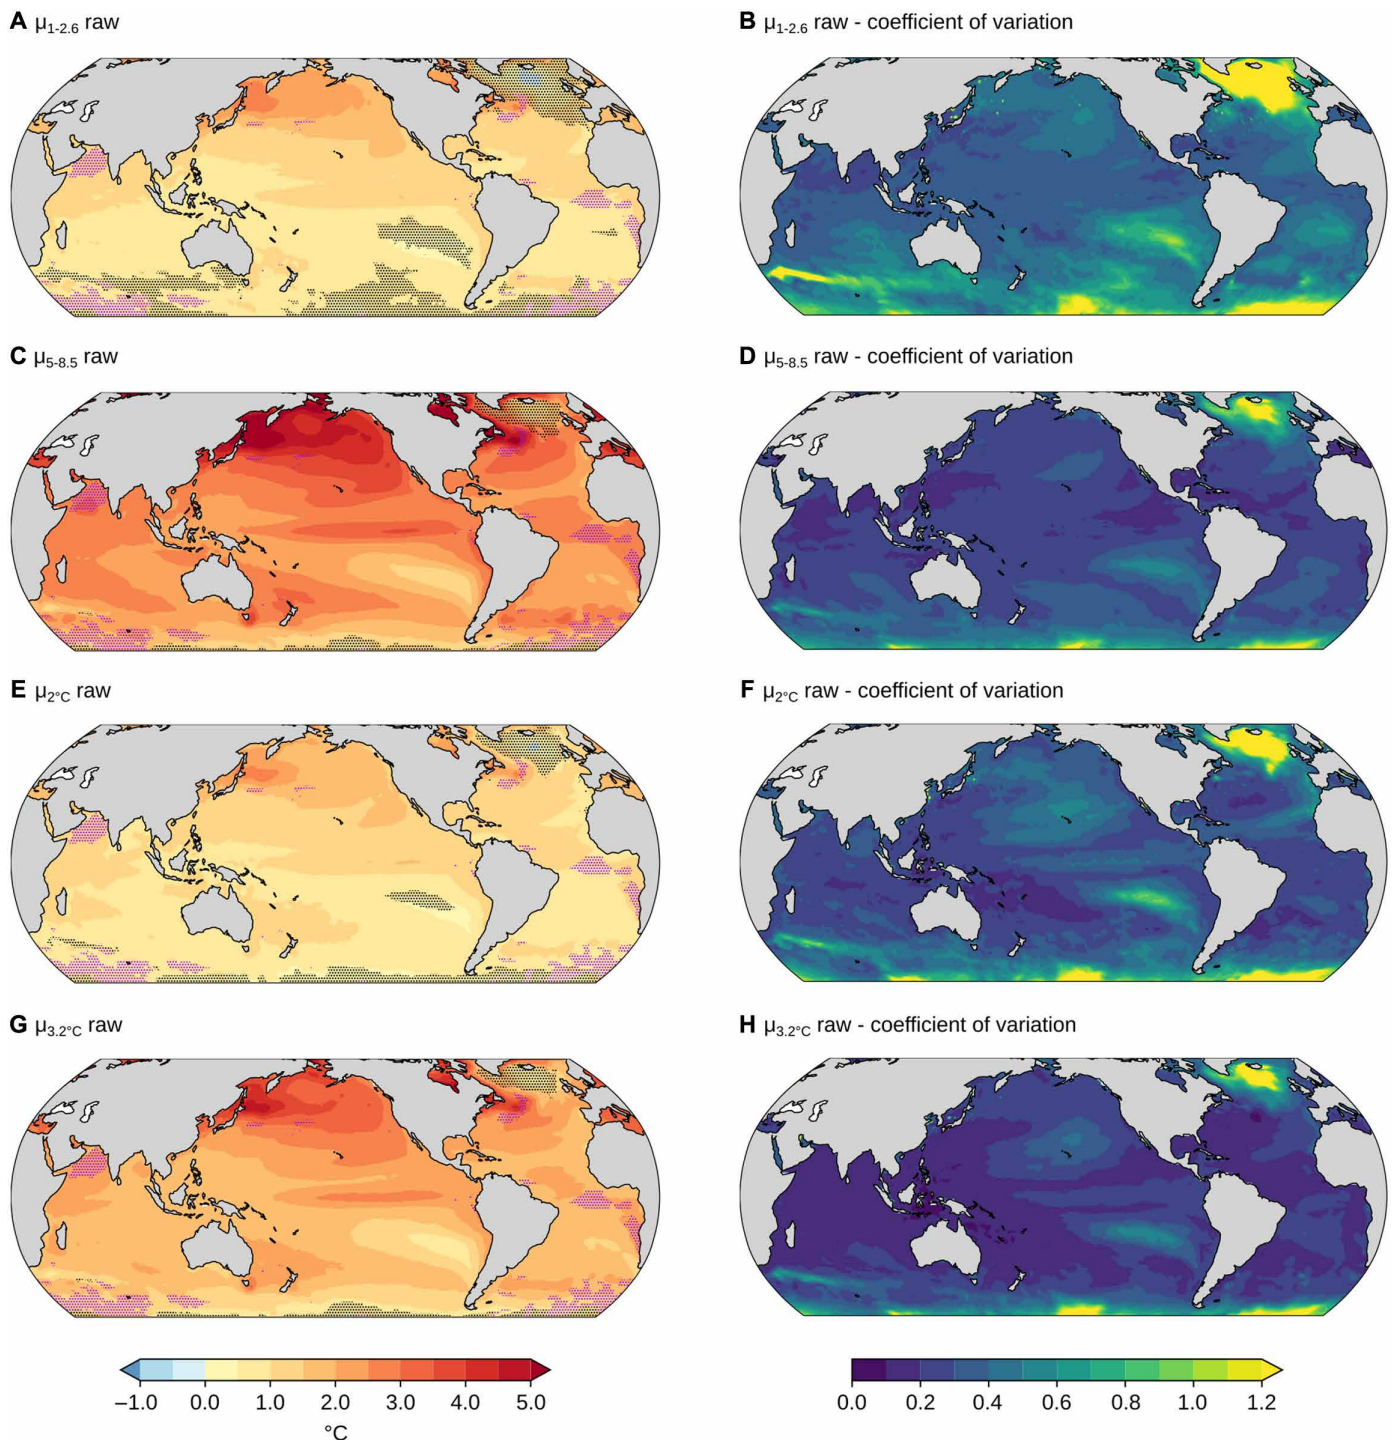 A μ1-2.6 raw
B μ1-2.6 raw - coefficient of variation
C μ5-8.5 raw
D μ5-8.5 raw - coefficient of variation
E μ2°C raw
F μ2°C raw - coefficient of variation
G μ3.2°C raw
H μ3.2°C raw - coefficient of variation
−1.0 0.0 1.0 2.0 3.0 4.0 5.0
°C
0.0 0.2 0.4 0.6 0.8 1.0 1.2